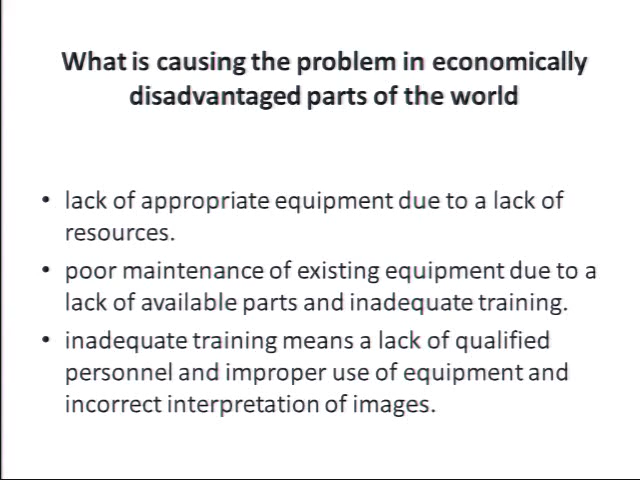 What is causing the problem in economically
disadvantaged parts of the world
• lack of appropriate equipment due to a lack of
resources.
• poor maintenance of existing equipment due to a
lack of available parts and inadequate training.
• inadequate training means a lack of qualified
personnel and improper use of equipment and
incorrect interpretation of images.